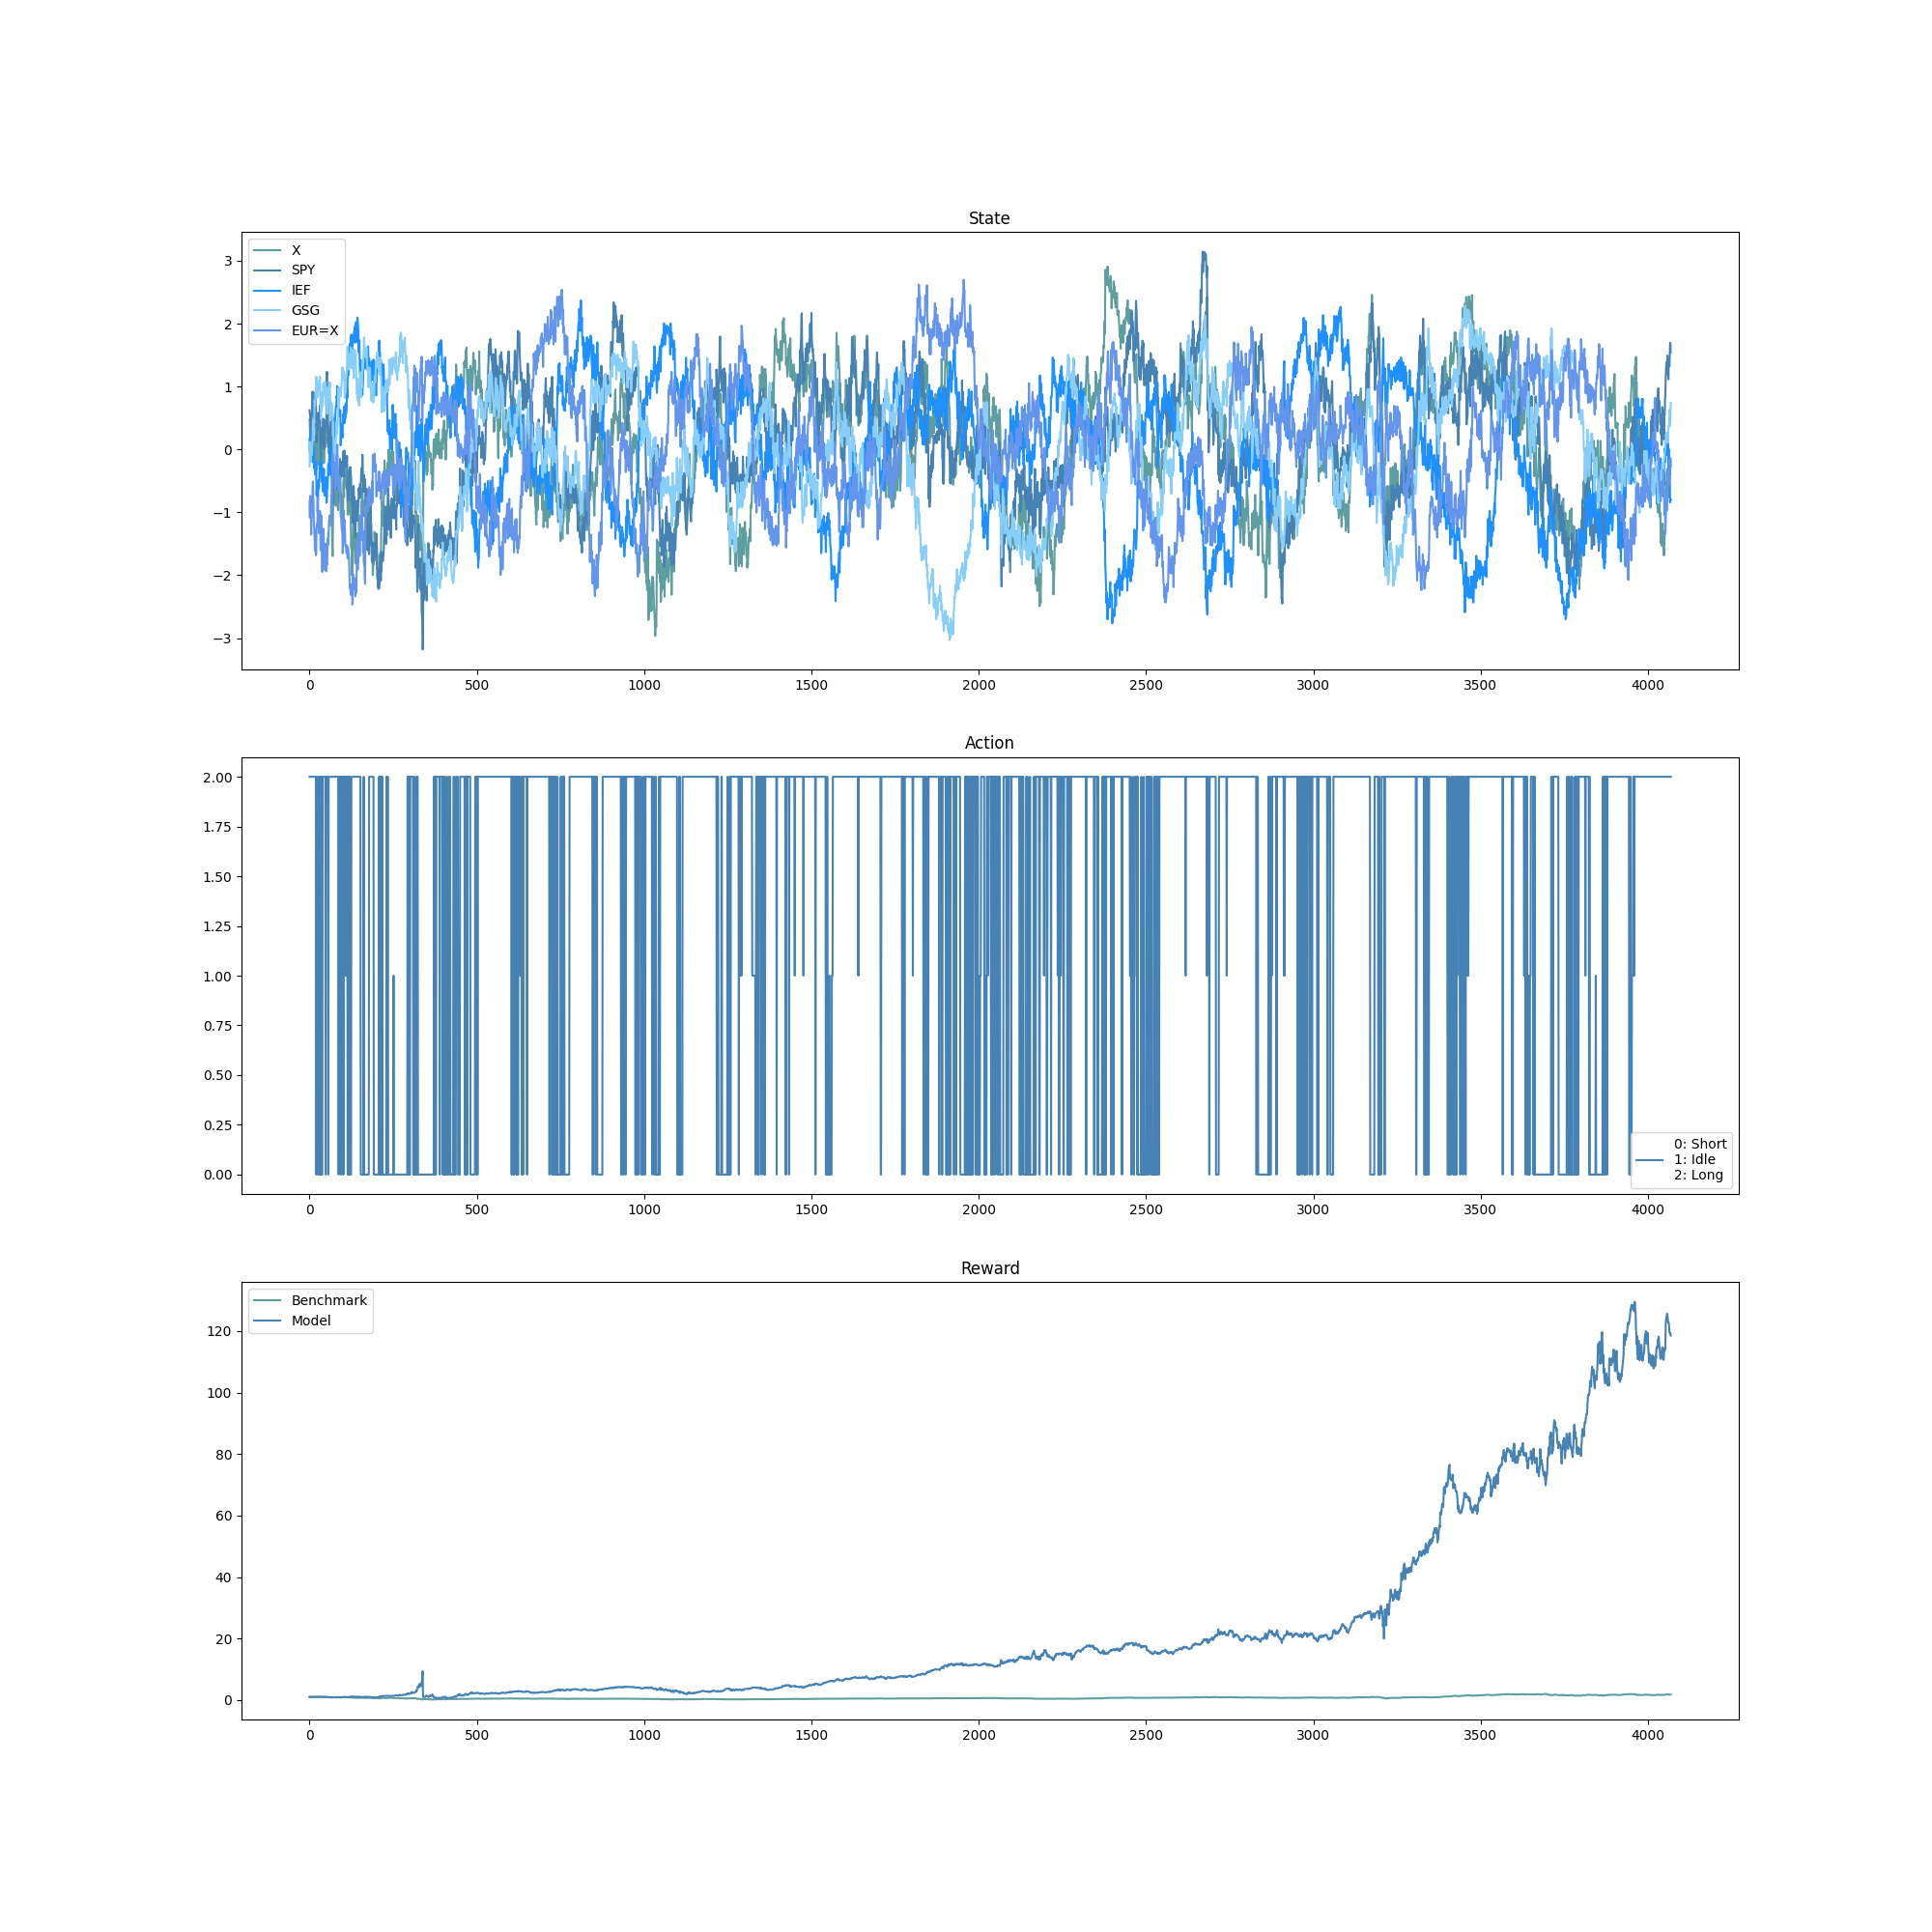 State
X
SPY
IEF
GSG
EUR=X
3
2
1
0
−1
−2
−3
0 500 1000 1500 2000 2500 3000 3500 4000
Action
2.00
1.75
1.50
1.25
1.00
0.75
0.50
0.25
0.00
0: Short
1: Idle
2: Long
0 500 1000 1500 2000 2500 3000 3500 4000
Reward
Benchmark
Model
120
100
80
60
40
20
0
0 500 1000 1500 2000 2500 3000 3500 4000